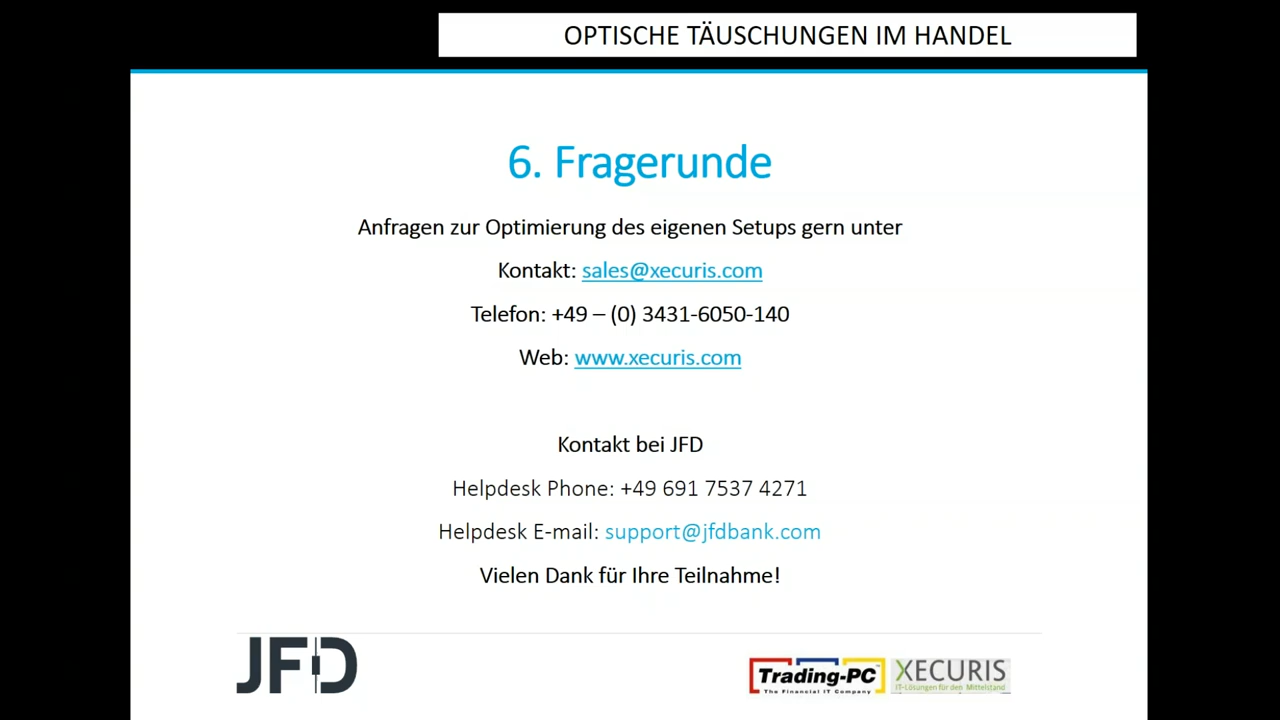 OPTISCHE TÄUSCHUNGEN IM HANDEL
6. Fragerunde
Anfragen zur Optimierung des eigenen Setups gern unter
Kontakt: sales@xecuris.com
Telefon: +49 – (0) 3431-6050-140
Web: www.xecuris.com
Kontakt bei JFD
Helpdesk Phone: +49 691 7537 4271
Helpdesk E-mail: support@jfdbank.com
Vielen Dank für Ihre Teilnahme!
JFD
Trading-PC™
The Financial IT Company
XECURIS
IT-Lösungen für den Mittelstand